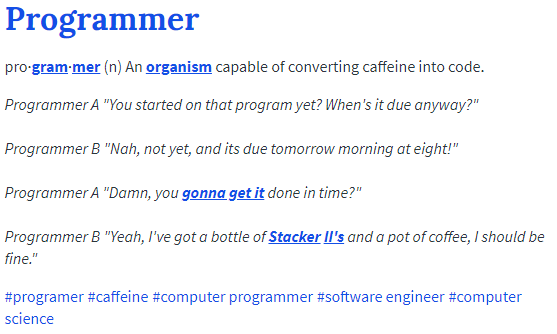 Programmer
pro·gram·mer (n) An organism capable of converting caffeine into code.
Programmer A "You started on that program yet? When's it due anyway?"
Programmer B "Nah, not yet, and its due tomorrow morning at eight!"
Programmer A "Damn, you gonna get it done in time?"
Programmer B "Yeah, I've got a bottle of Stacker II's and a pot of coffee, I should be
fine."
#programer #caffeine #computer programmer #software engineer #computer
science